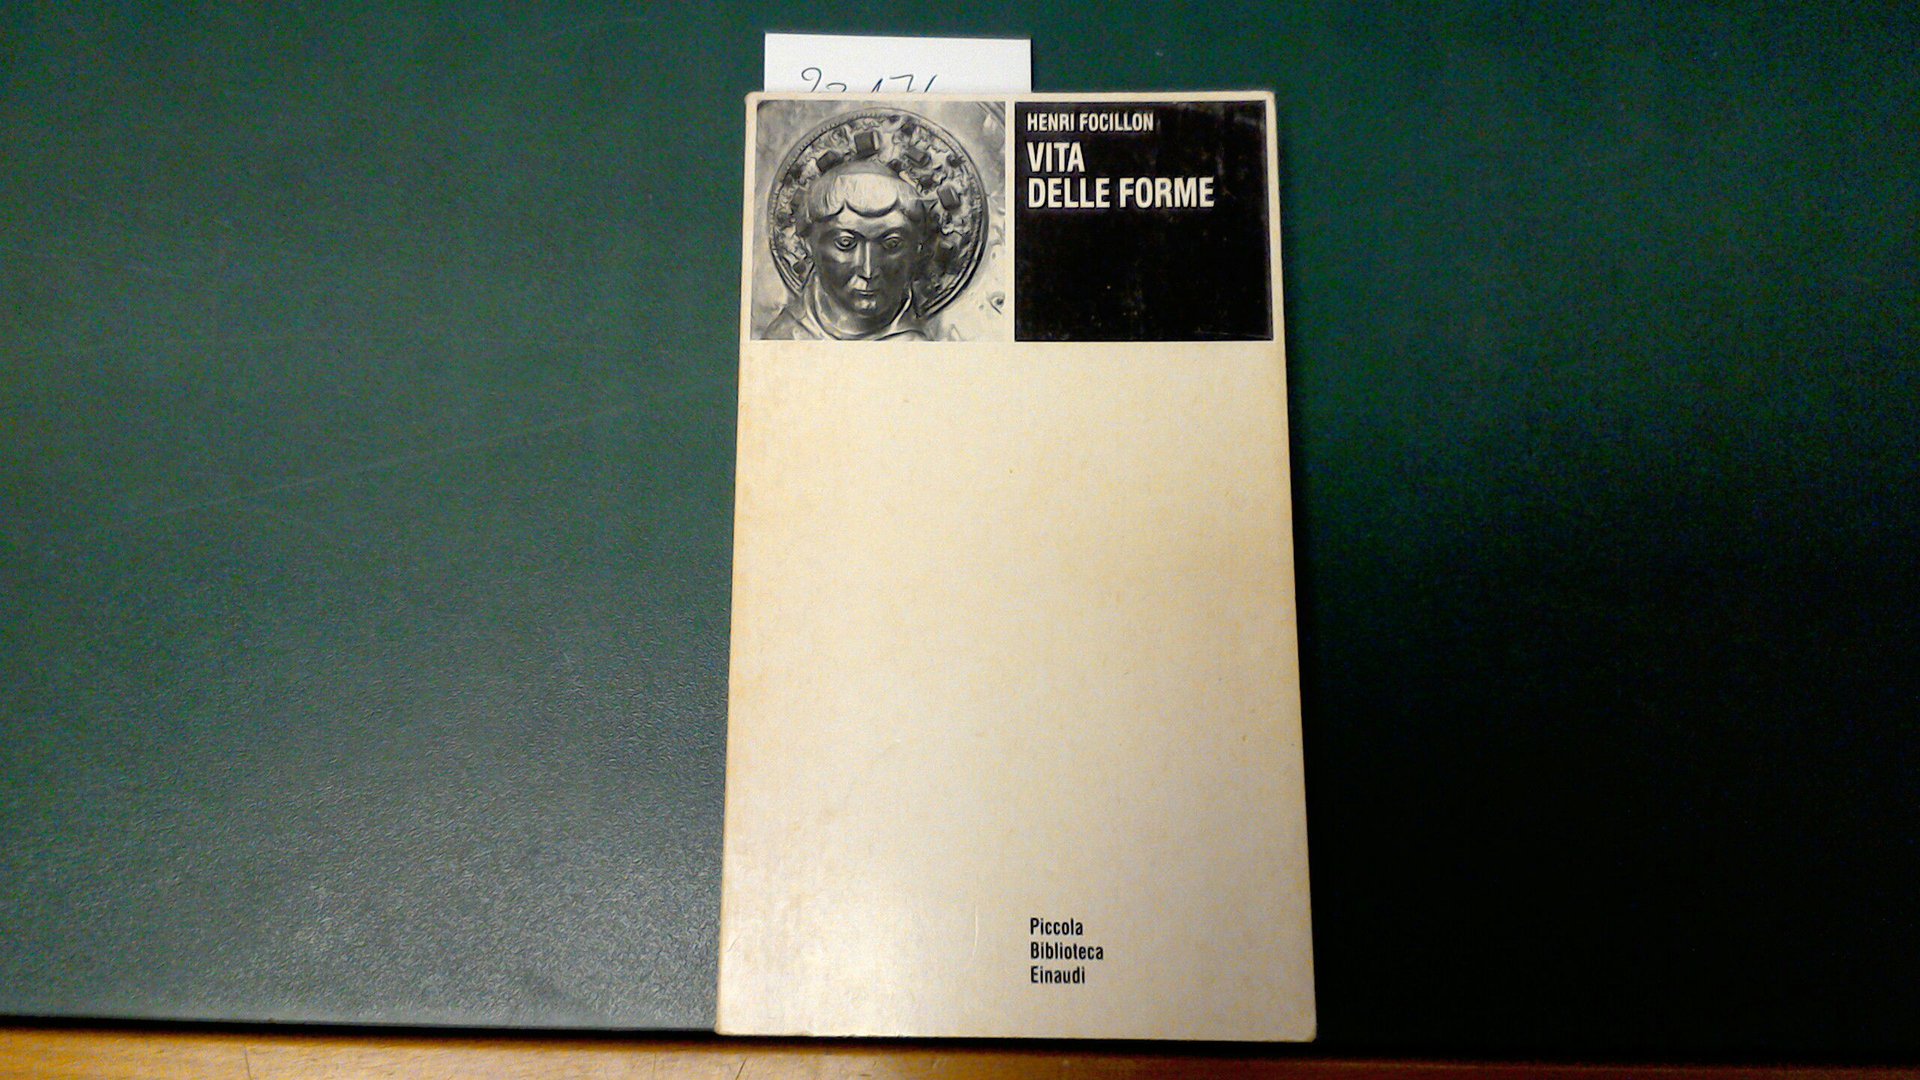 HENRI FOCILLON
VITA
DELLE FORME
Piccola
Biblioteca
Einaudi